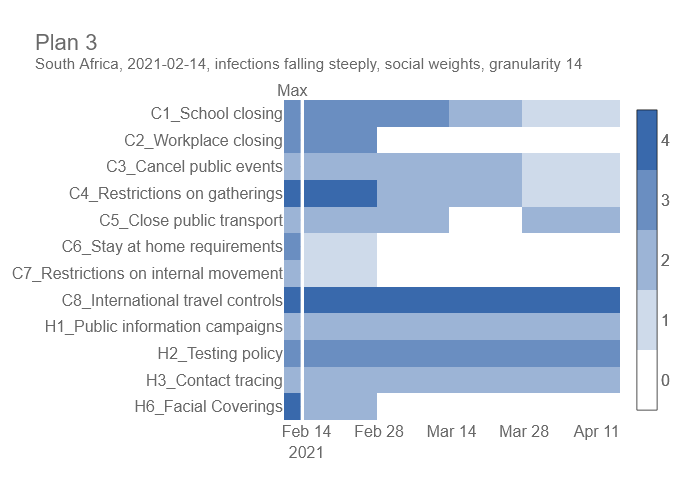 Plan 3
South Africa, 2021-02-14, infections falling steeply, social weights, granularity 14
Max
C1_School closing
C2_Workplace closing
C3_Cancel public events
C4_Restrictions on gatherings
C5_Close public transport
C6_Stay at home requirements
C7_Restrictions on internal movement
C8_International travel controls
H1_Public information campaigns
H2_Testing policy
H3_Contact tracing
H6_Facial Coverings
Feb 14 Feb 28 Mar 14 Mar 28 Apr 11
2021
4
3
2
1
0